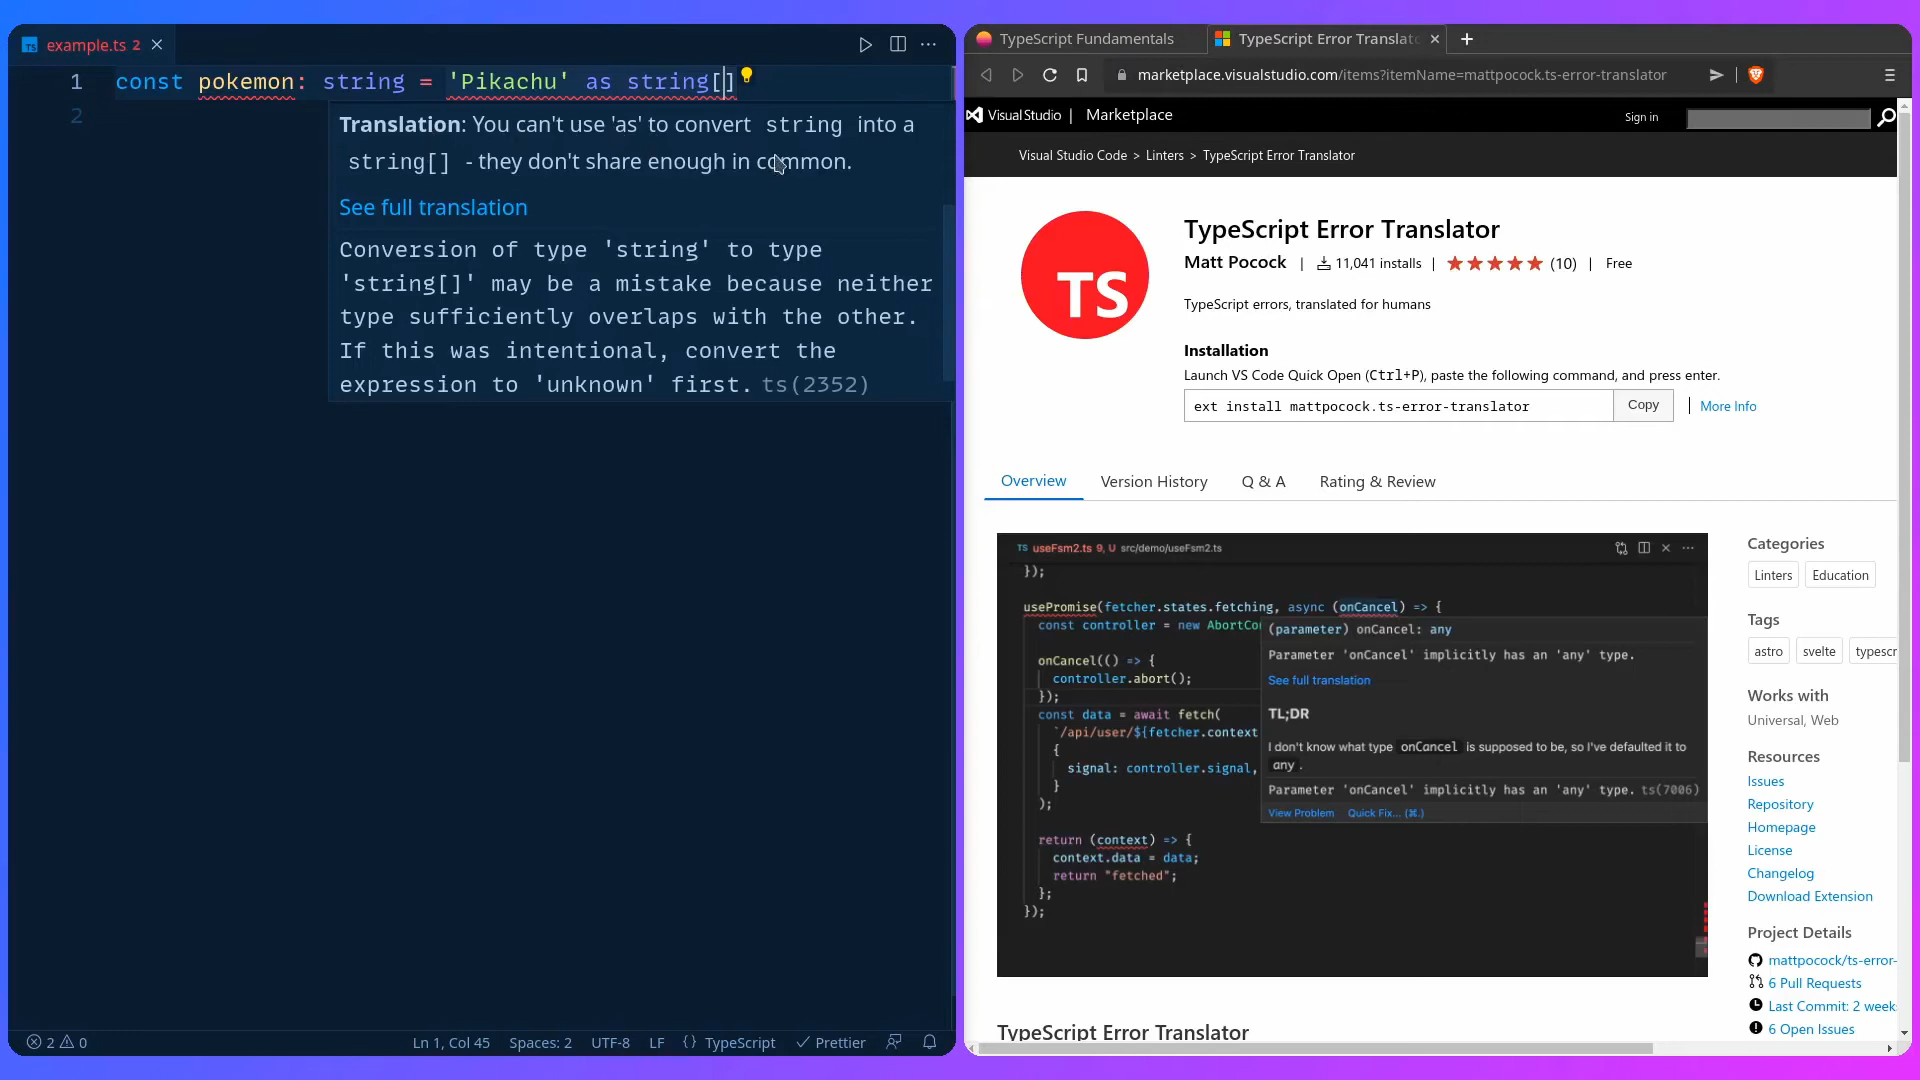 TS example.ts 2
1 const pokemon: string = 'Pikachu' as string[]
2
Translation: You can't use 'as' to convert string into a
string[] - they don't share enough in common.
See full translation
Conversion of type 'string' to type
'string[]' may be a mistake because neither
type sufficiently overlaps with the other.
If this was intentional, convert the
expression to 'unknown' first. ts(2352)
2 0 Ln 1, Col 45 Spaces: 2 UTF-8 LF {} TypeScript Prettier
TypeScript Fundamentals TypeScript Error Translato
marketplace.visualstudio.com/items?itemName=mattpocock.ts-error-translator
Visual Studio | Marketplace Sign in
Visual Studio Code > Linters > TypeScript Error Translator
TS
TypeScript Error Translator
Matt Pocock | 11,041 installs | (10) | Free
TypeScript errors, translated for humans
Installation
Launch VS Code Quick Open (Ctrl+P), paste the following command, and press enter.
ext install mattpocock.ts-error-translator Copy | More Info
Overview Version History Q & A Rating & Review
TS useFsm2.ts 9, U src/demo/useFsm2.ts
});
usePromise(fetcher.states.fetching, async (onCancel) => {
const controller = new AbortCo
(parameter) onCancel: any
Parameter 'onCancel' implicitly has an 'any' type.
onCancel(() => {
controller.abort();
});
See full translation
TL;DR
const data = await fetch(
`/api/user/${fetcher.context
{
signal: controller.signal,
}
);
I don't know what type onCancel is supposed to be, so I've defaulted it to
any .
Parameter 'onCancel' implicitly has an 'any' type. ts(7006)
View Problem Quick Fix... (⌘.)
return (context) => {
context.data = data;
return "fetched";
};
});
Categories
Linters Education
Tags
astro svelte typescr
Works with
Universal, Web
Resources
Issues
Repository
Homepage
License
Changelog
Download Extension
Project Details
mattpocock/ts-error-
6 Pull Requests
Last Commit: 2 week
6 Open Issues
TypeScript Error Translator